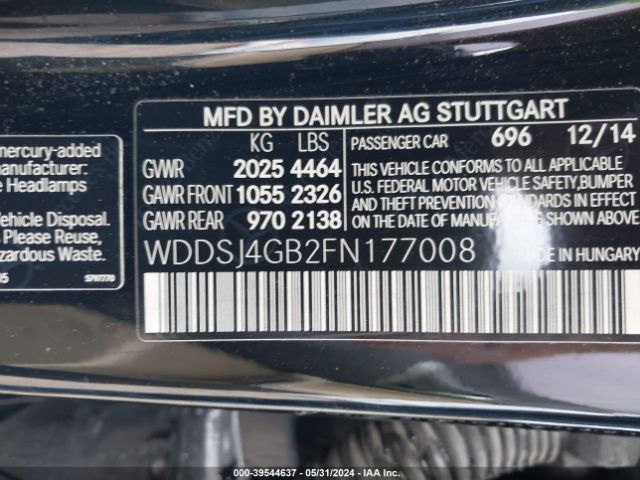 MFD BY DAIMLER AG STUTTGART
KG LBS
GVWR 2025 4464
GAWR FRONT 1055 2326
GAWR REAR 970 2138
PASSENGER CAR 696 12/14
THIS VEHICLE CONFORMS TO ALL APPLICABLE
U.S. FEDERAL MOTOR VEHICLE SAFETY, BUMPER
AND THEFT PREVENTION STANDARDS IN EFFECT
ON THE DATE OF MANUFACTURE SHOWN ABOVE.
WDDSJ4GB2FN177008
MADE IN HUNGARY
mercury-added
manufacturer:
Headlamps
Vehicle Disposal.
Please Reuse,
Hazardous Waste.
000-39544637 - 05/31/2024 - IAA Inc.